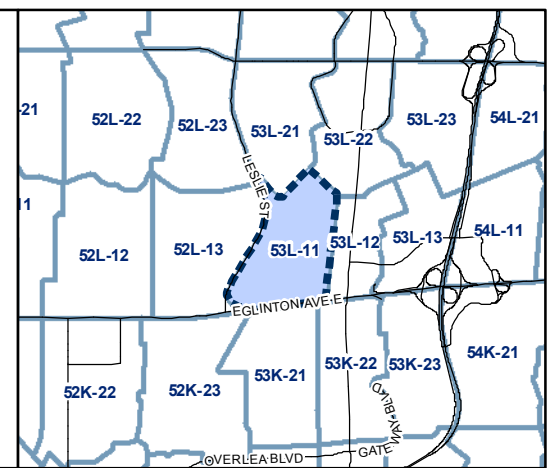 -21
52L-22
52L-23
53L-21
53L-22
53L-23
54L-21
LESLIE ST
11
52L-12
52L-13
53L-11
53L-12
53L-13
54L-11
EGLINTON AVE E
52K-22
52K-23
53K-21
53K-22
53K-23
54K-21
OVERLEA BLVD
GATEWAY BLVD